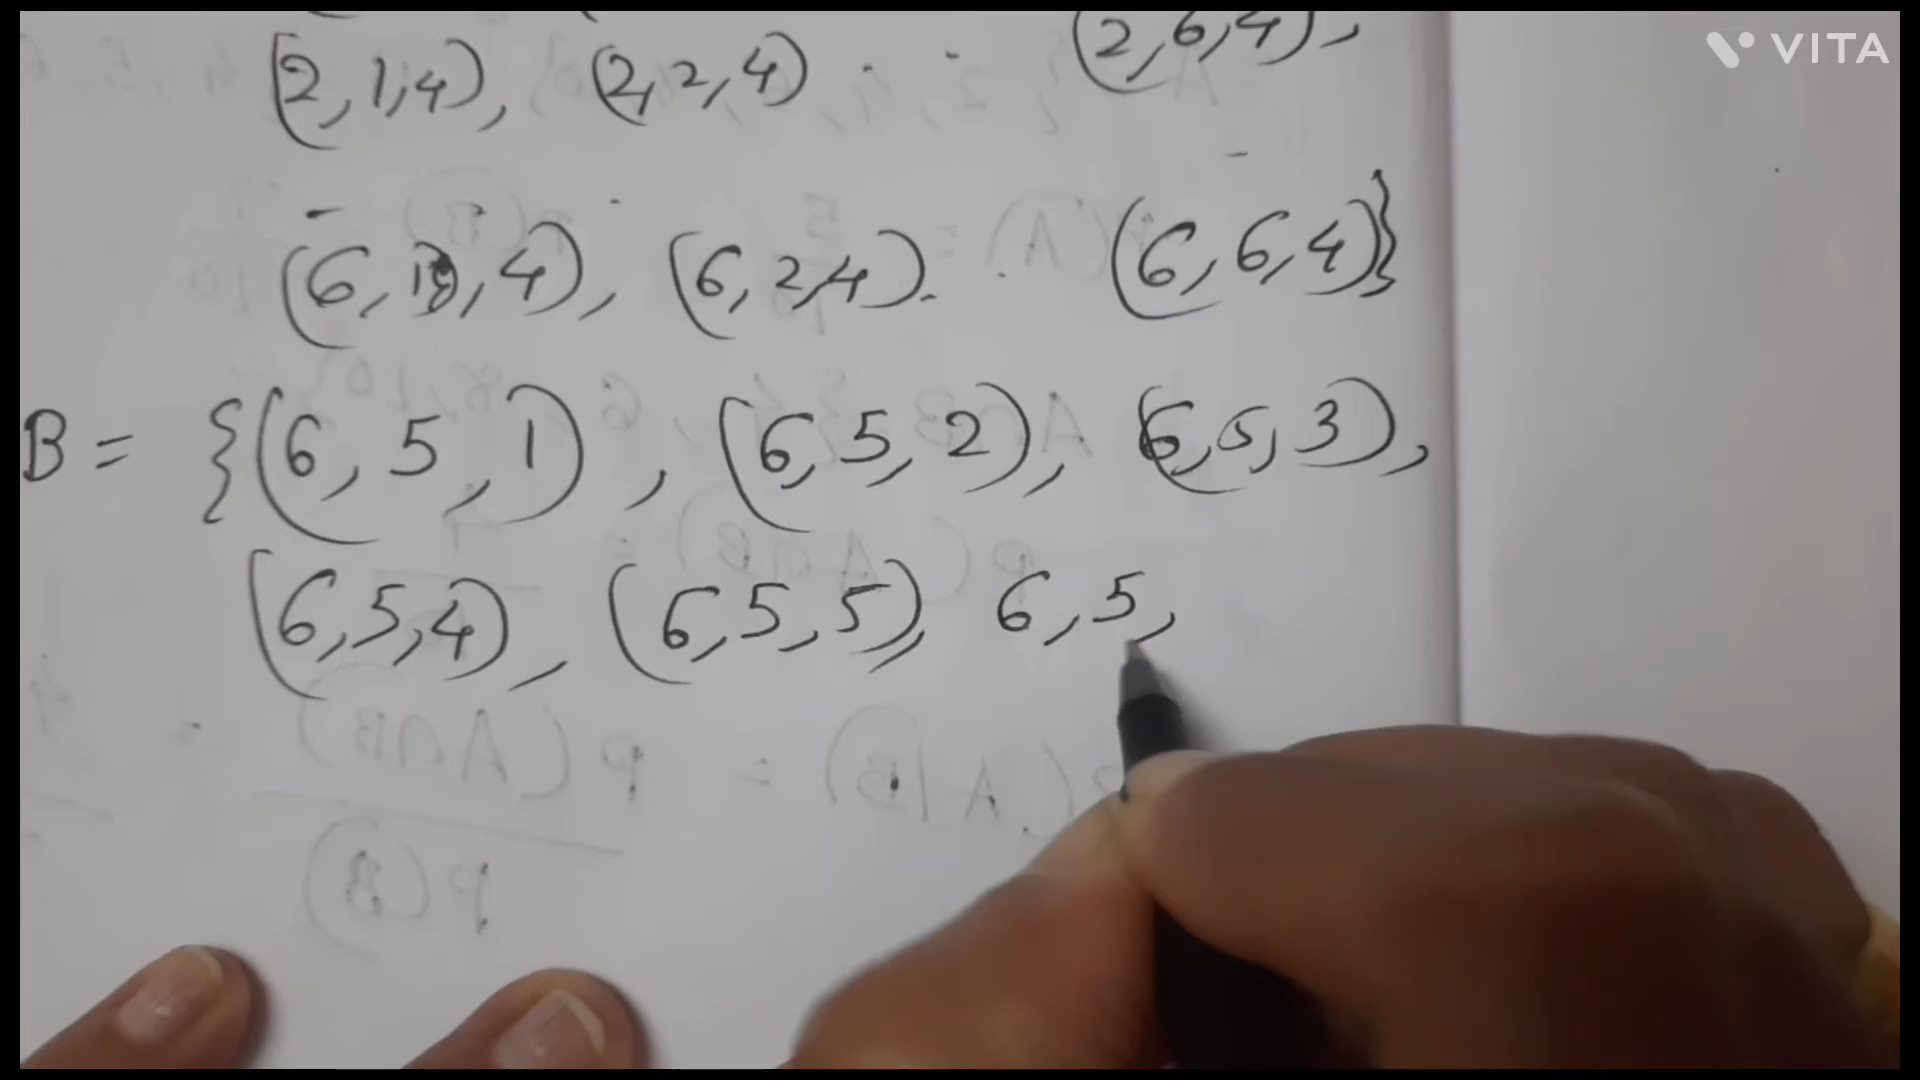 (2,1,4), (2,2,4) . . (2,6,4),
(6,1,4), (6,2,4). . (6,6,4)}
B = {(6,5,1), (6,5,2), (6,5,3),
(6,5,4), (6,5,5), 6,5,
VITA